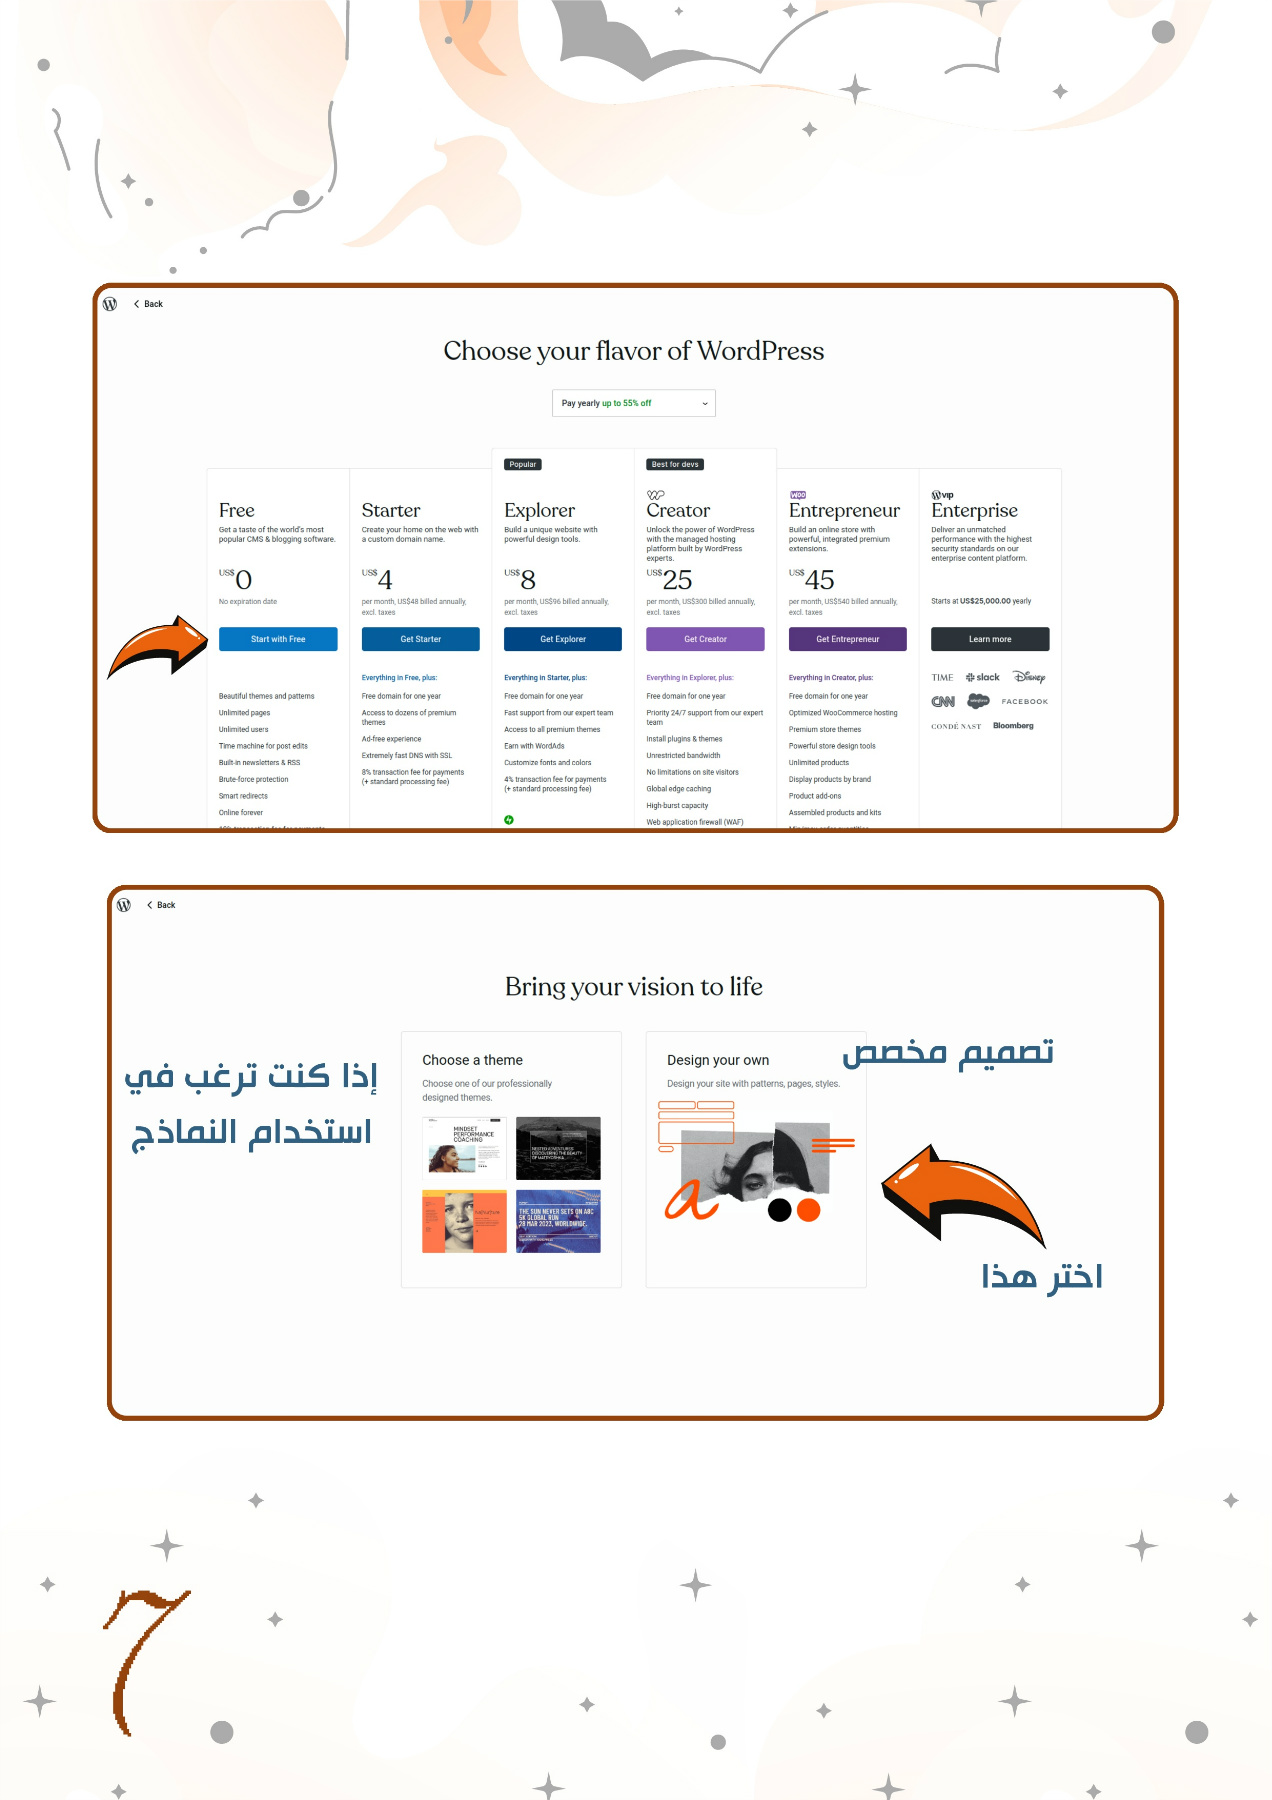 Back
Choose your flavor of WordPress
Pay yearly up to 55% off
Free
Get a taste of the world's most
popular CMS & blogging software.
US$0
No expiration date
Start with Free
Beautiful themes and patterns
Unlimited pages
Unlimited users
Time machine for post edits
Built-in newsletters & RSS
Brute-force protection
Smart redirects
Online forever
Starter
Create your home on the web with
a custom domain name.
US$4
per month, US$48 billed annually,
excl. taxes
Get Starter
Everything in Free, plus:
Free domain for one year
Access to dozens of premium
themes
Ad-free experience
Extremely fast DNS with SSL
8% transaction fee for payments
(+ standard processing fee)
Popular
Explorer
Build a unique website with
powerful design tools.
US$8
per month, US$96 billed annually,
excl. taxes
Get Explorer
Everything in Starter, plus:
Free domain for one year
Fast support from our expert team
Access to all premium themes
Earn with WordAds
Customize fonts and colors
4% transaction fee for payments
(+ standard processing fee)
Best for devs
Creator
Unlock the power of WordPress
with the managed hosting
platform built by WordPress
experts.
US$25
per month, US$300 billed annually,
excl. taxes
Get Creator
Everything in Explorer, plus:
Free domain for one year
Priority 24/7 support from our expert
team
Install plugins & themes
Unrestricted bandwidth
No limitations on site visitors
Global edge caching
High-burst capacity
Web application firewall (WAF)
WOO
Entrepreneur
Build an online store with
powerful, integrated premium
extensions.
US$45
per month, US$540 billed annually,
excl. taxes
Get Entrepreneur
Everything in Creator, plus:
Free domain for one year
Optimized WooCommerce hosting
Premium store themes
Powerful store design tools
Unlimited products
Display products by brand
Product add-ons
Assembled products and kits
vip
Enterprise
Deliver an unmatched
performance with the highest
security standards on our
enterprise content platform.
Starts at US$25,000.00 yearly
Learn more
TIME slack Disney
CNN salesforce FACEBOOK
CONDÉ NAST Bloomberg
Back
Bring your vision to life
إذا كنت ترغب في
استخدام النماذج
Choose a theme
Choose one of our professionally
designed themes.
MINDSET
PERFORMANCE
COACHING
NESTED ADVENTURES:
DISCOVERING THE BEAUTY
OF MATRYOSHKA
THE SUN NEVER SETS ON ABC
5K GLOBAL RUN
28 MAR 2023, WORLDWIDE.
تصميم مخصص
Design your own
Design your site with patterns, pages, styles.
a
اختر هذا
7